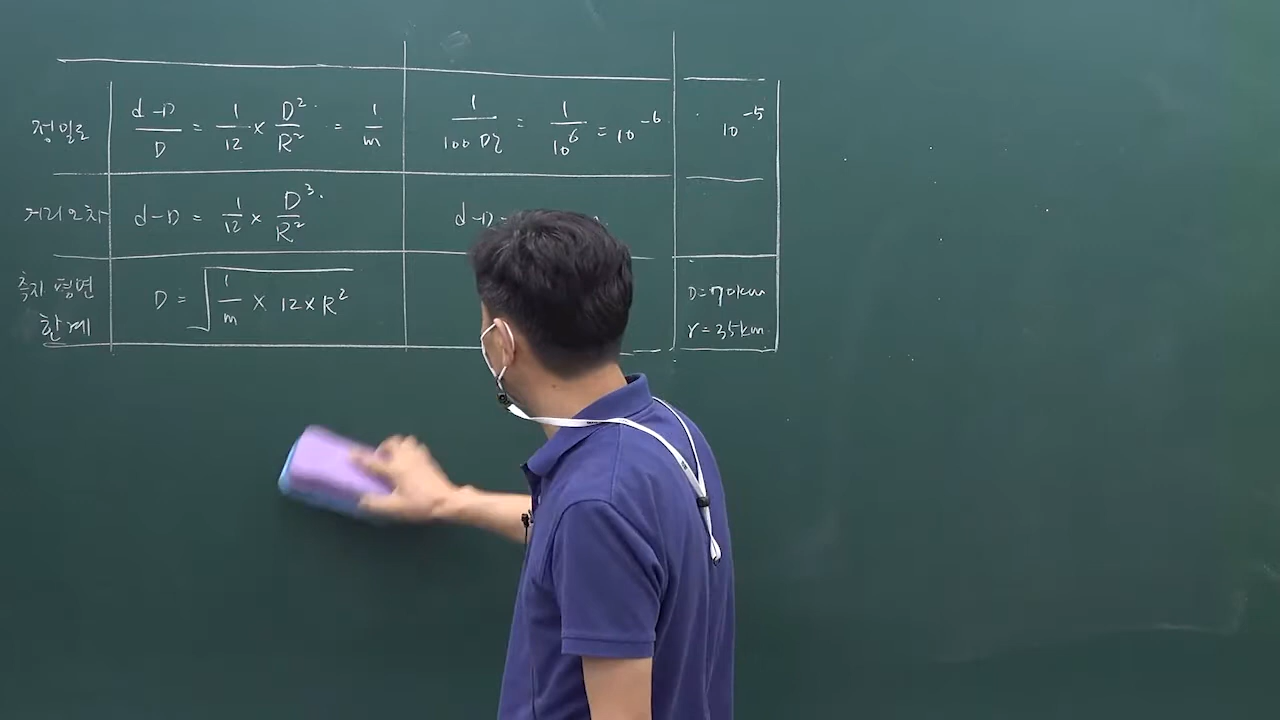 정밀도 d-D/D = 1/12 × D²/R² = 1/m 1/100만 = 1/10⁶ = 10⁻⁶ 10⁻⁵
거리오차 d-D = 1/12 × D³/R² d-D=
측지 평면 D = √(1/m × 12 × R²) D=70km
한계 r=35km